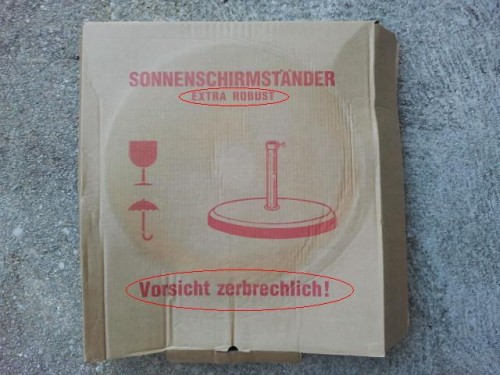 SONNENSCHIRMSTÄNDER
EXTRA ROBUST
Vorsicht zerbrechlich!